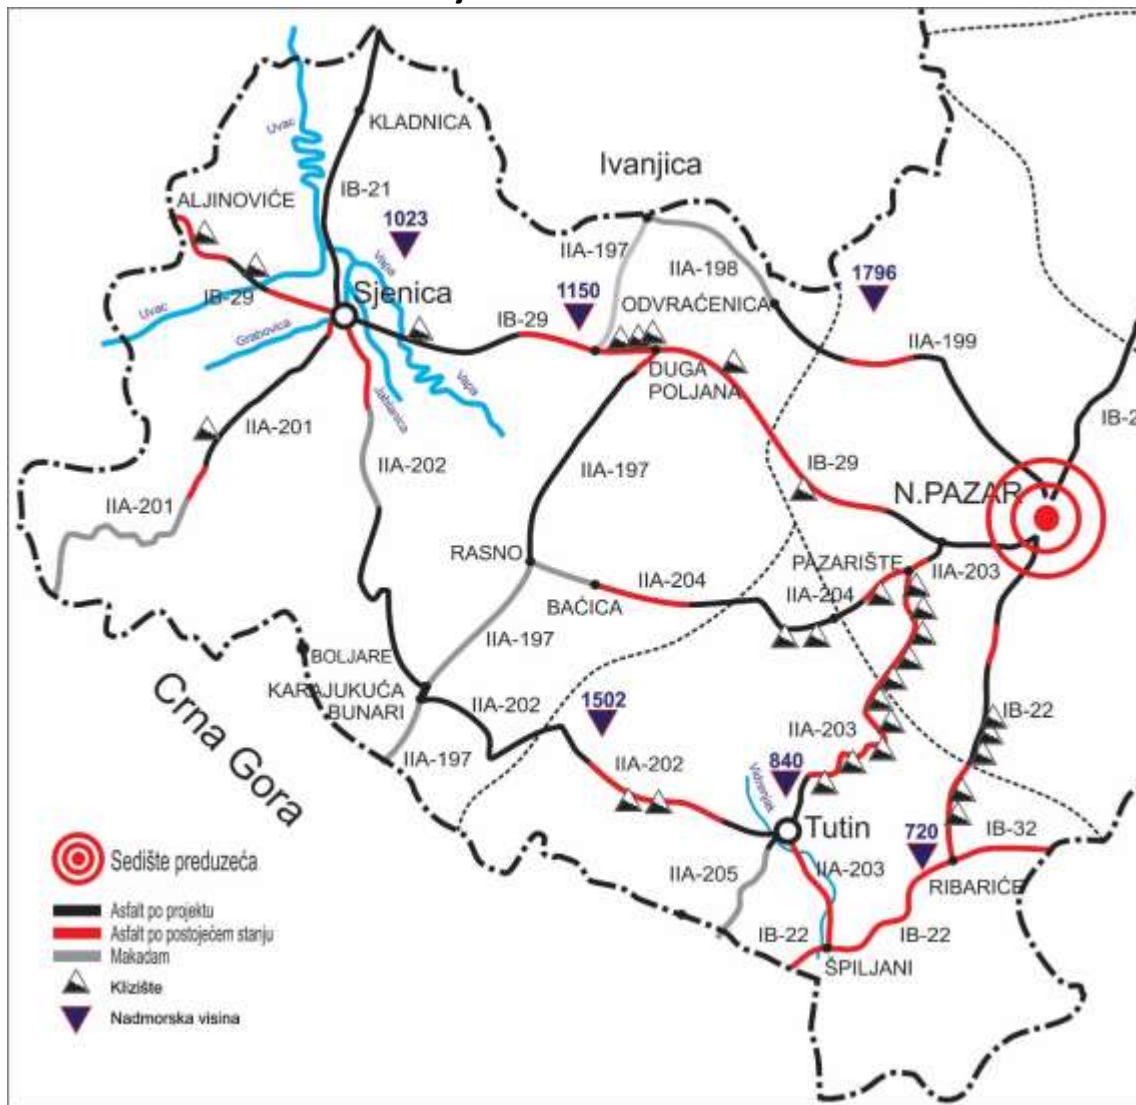 KLADNICA
Uvac
Ivanjica
ALJINOVIĆE
IB-21
1023
IIA-197
IIA-198
1796
Vapa
1150
Sjenica
ODVRAĆENICA
IB-29
Uvac
IB-29
Grabovica
IIA-199
DUGA
POLJANA
Vapa
Jablanica
IB-2
IIA-201
IIA-202
IIA-197
IB-29
N.PAZAR
IIA-201
RASNO
PAZARIŠTE
IIA-203
IIA-204
BAĆICA
IIA-204
IIA-197
BOLJARE
KARAJUKUĆA
BUNARI
IIA-202
1502
IB-22
Crna Gora
IIA-203
IIA-197
IIA-202
840
Vidrenjak
Tutin
720
IB-32
Sedište preduzeća
IIA-205
IIA-203
RIBARIĆE
Asfalt po projektu
Asfalt po postojećem stanju
IB-22
IB-22
Makadam
ŠPILJANI
Klizište
Nadmorska visina